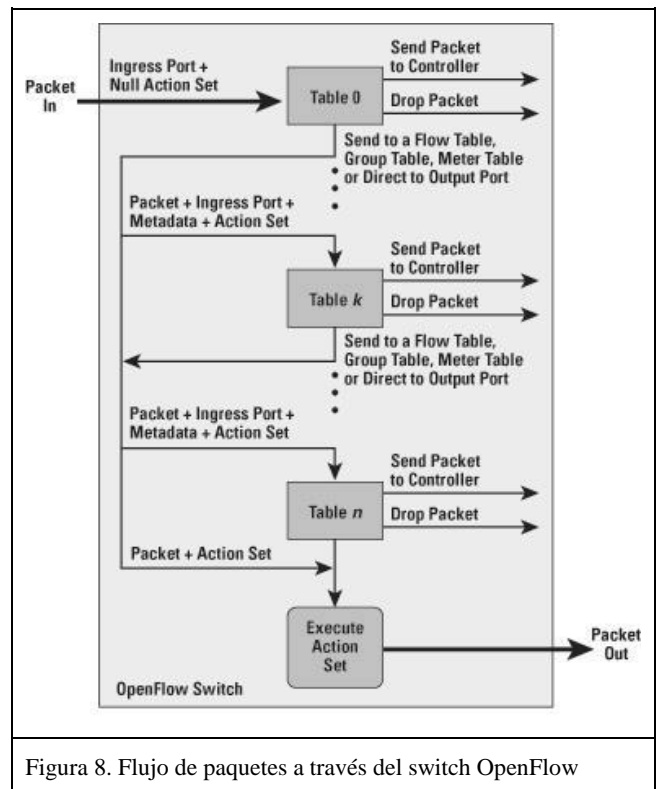 Packet
In
Ingress Port +
Null Action Set
Table 0
Send Packet
to Controller
Drop Packet
Send to a Flow Table,
Group Table, Meter Table
or Direct to Output Port
Packet + Ingress Port +
Metadata + Action Set
Table k
Send Packet
to Controller
Drop Packet
Send to a Flow Table,
Group Table, Meter Table
or Direct to Output Port
Packet + Ingress Port +
Metadata + Action Set
Table n
Send Packet
to Controller
Drop Packet
Packet + Action Set
Execute
Action
Set
Packet
Out
OpenFlow Switch
Figura 8. Flujo de paquetes a través del switch OpenFlow